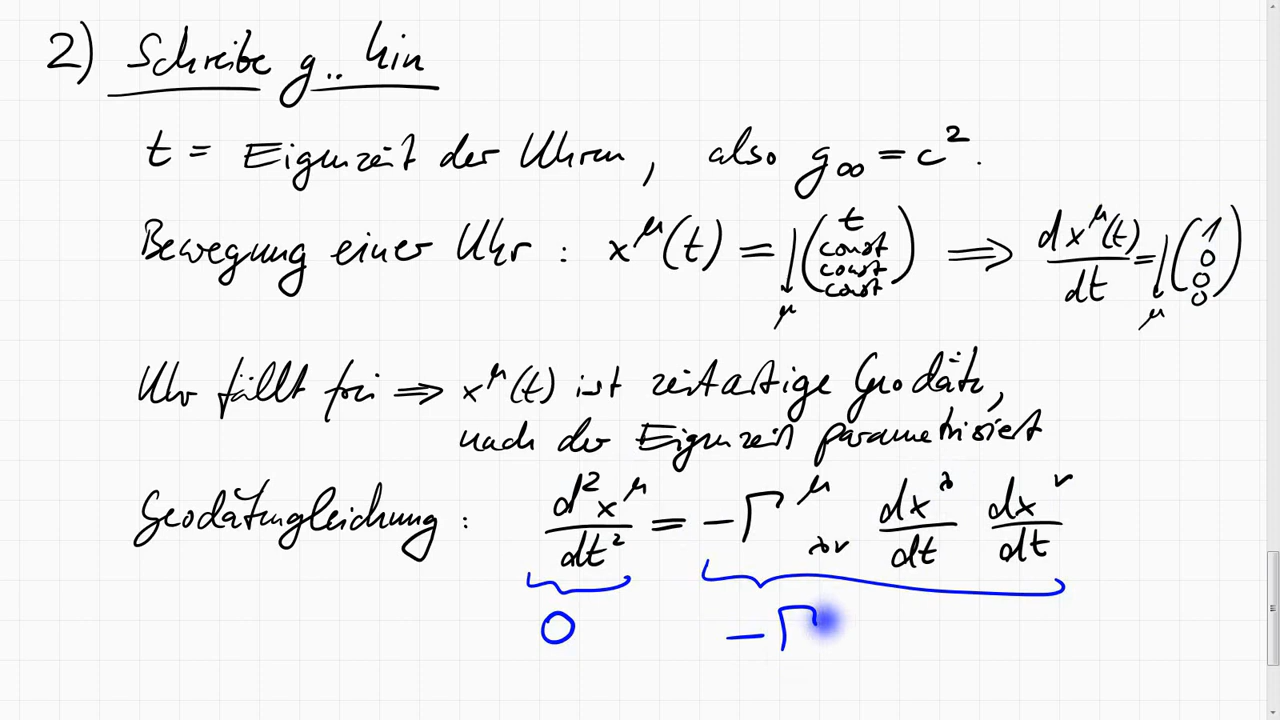 2) Schreibe g.. hin
t = Eigenzeit der Uhren, also g₀₀ = c².
Bewegung einer Uhr : x^μ(t) = ↓μ (t const const const) ⟹ dx^μ(t)/dt = ↓μ (1 0 0 0)
Uhr fällt frei ⟹ x^μ(t) ist zeitartige Geodäte,
nach der Eigenzeit parametrisiert
Geodätengleichung : d²x^μ/dt² = -Γ^μ_λν dx^λ/dt dx^ν/dt
0 -Γ